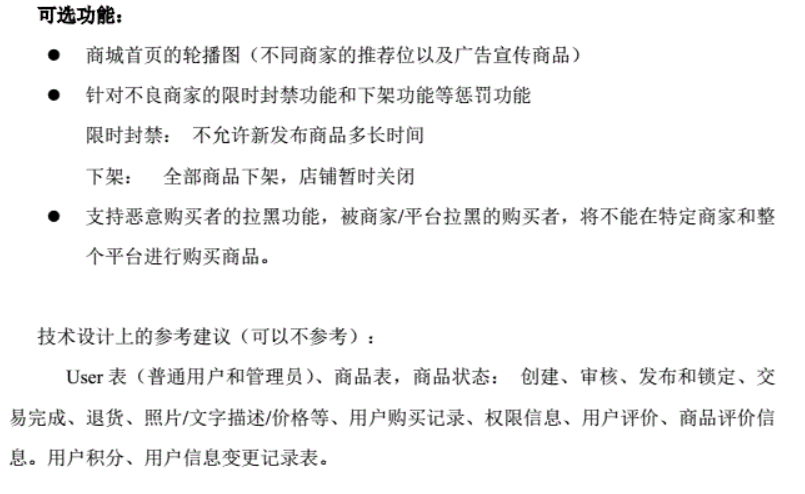 可选功能：
● 商城首页的轮播图（不同商家的推荐位以及广告宣传商品）
● 针对不良商家的限时封禁功能和下架功能等惩罚功能
限时封禁： 不允许新发布商品多长时间
下架： 全部商品下架，店铺暂时关闭
● 支持恶意购买者的拉黑功能，被商家/平台拉黑的购买者，将不能在特定商家和整
个平台进行购买商品。
技术设计上的参考建议（可以不参考）：
User 表（普通用户和管理员）、商品表，商品状态： 创建、审核、发布和锁定、交
易完成、退货、照片/文字描述/价格等、用户购买记录、权限信息、用户评价、商品评价信
息。用户积分、用户信息变更记录表。